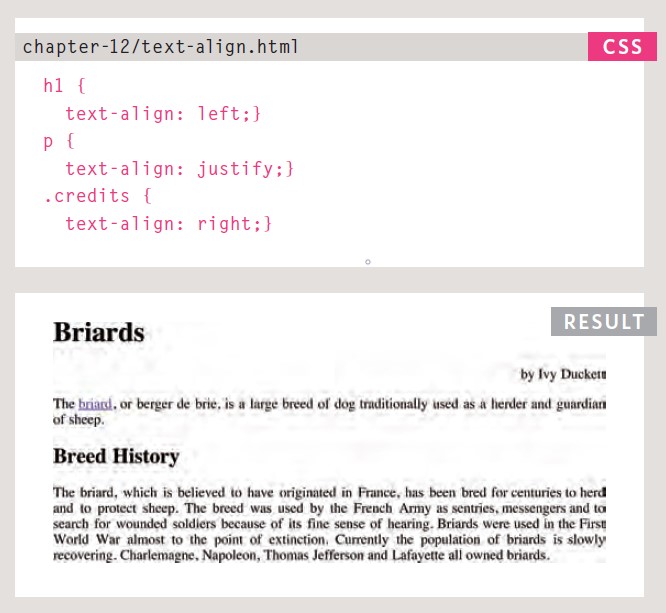 chapter-12/text-align.html
CSS
h1 {
text-align: left;}
p {
text-align: justify;}
.credits {
text-align: right;}
RESULT
Briards
by Ivy Duckett
The briard, or berger de brie, is a large breed of dog traditionally used as a herder and guardian
of sheep.
Breed History
The briard, which is believed to have originated in France, has been bred for centuries to herd
and to protect sheep. The breed was used by the French Army as sentries, messengers and to
search for wounded soldiers because of its fine sense of hearing. Briards were used in the First
World War almost to the point of extinction. Currently the population of briards is slowly
recovering. Charlemagne, Napoleon, Thomas Jefferson and Lafayette all owned briards.